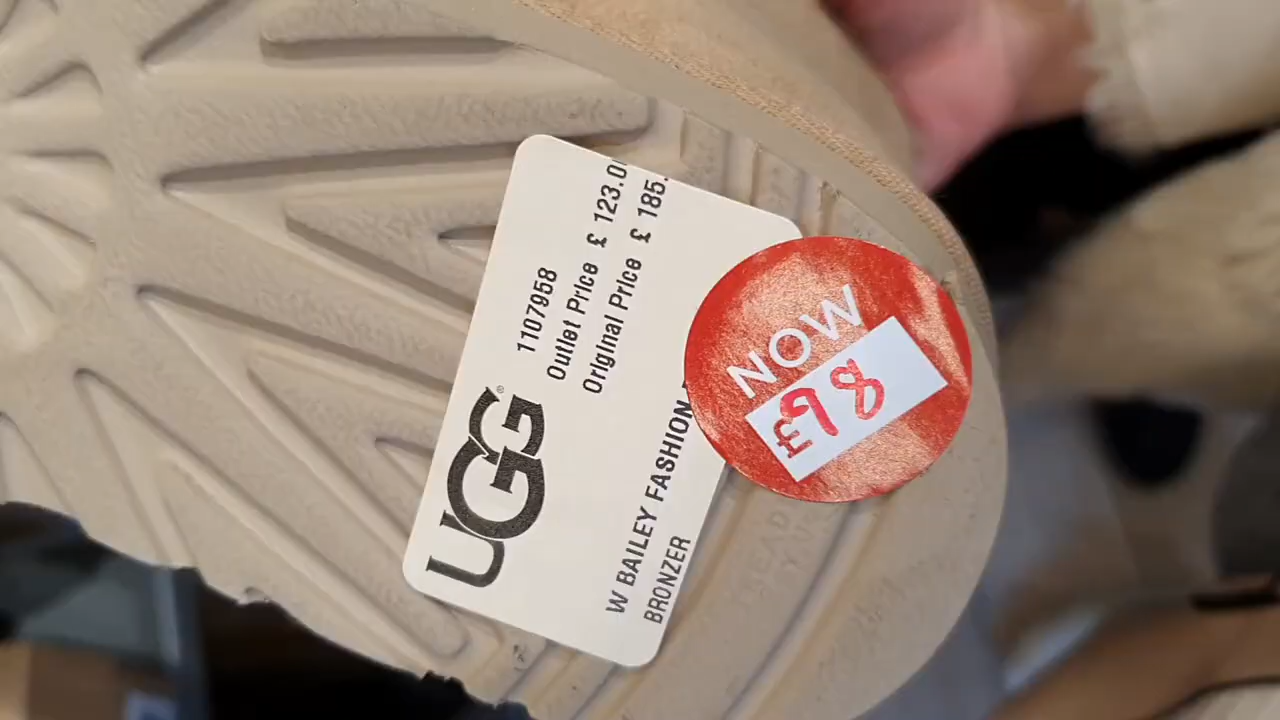 UGG®
1107958
Outlet Price £ 123.0
Original Price £ 185.
W BAILEY FASHION
BRONZER
NOW
£98